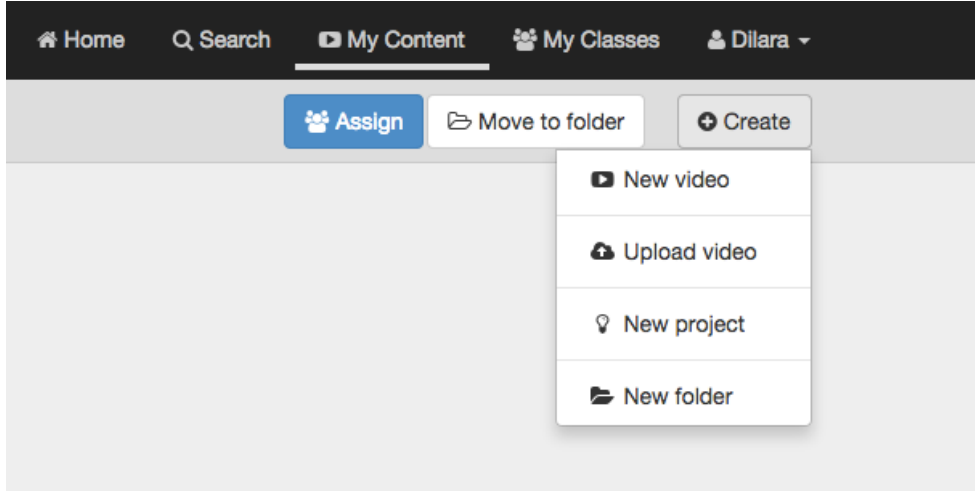 Home Search My Content My Classes Dilara
Assign Move to folder Create
New video
Upload video
New project
New folder